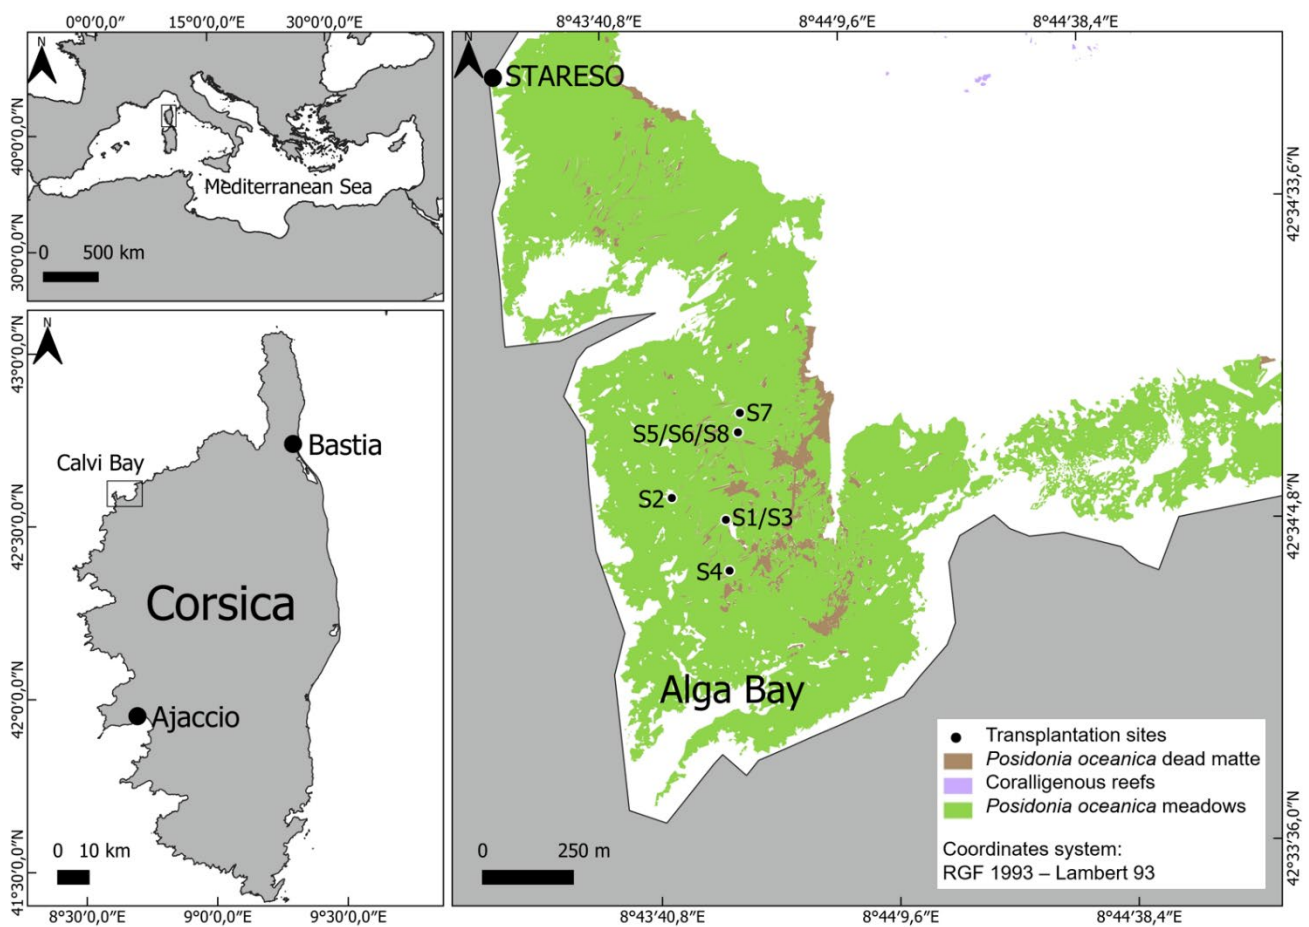 0°0′0,0″E
15°0′0,0″E
30°0′0,0″E
N
40°0′0,0″N
30°0′0,0″N
Mediterranean Sea
0 500 km
N
43°0′0,0″N
42°30′0,0″N
42°0′0,0″N
41°30′0,0″N
Bastia
Calvi Bay
Corsica
Ajaccio
0 10 km
8°30′0,0″E
9°0′0,0″E
9°30′0,0″E
8°43′40,8″E
8°44′9,6″E
8°44′38,4″E
N
STARESO
42°34′33,6″N
42°34′4,8″N
42°33′36,0″N
S7
S5/S6/S8
S2
S1/S3
S4
Alga Bay
0 250 m
Transplantation sites
Posidonia oceanica dead matte
Coralligenous reefs
Posidonia oceanica meadows
Coordinates system:
RGF 1993 – Lambert 93
8°43′40,8″E
8°44′9,6″E
8°44′38,4″E